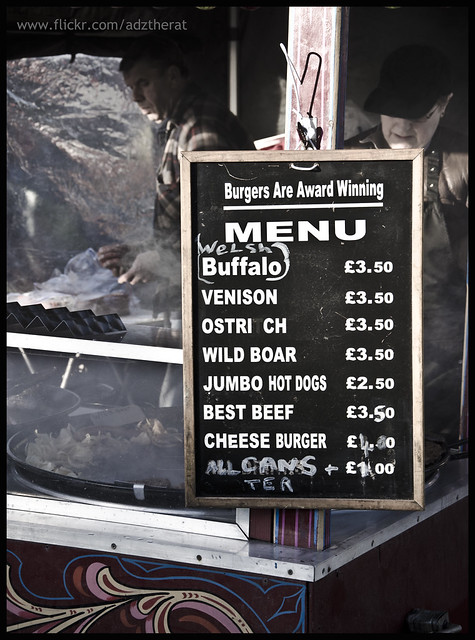 www.flickr.com/adztherat
Burgers Are Award Winning
MENU
Welsh
Buffalo £3.50
VENISON £3.50
OSTRI CH £3.50
WILD BOAR £3.50
JUMBO HOT DOGS £2.50
BEST BEEF £3.50
CHEESE BURGER
ALL CANS + £1.00
TEA